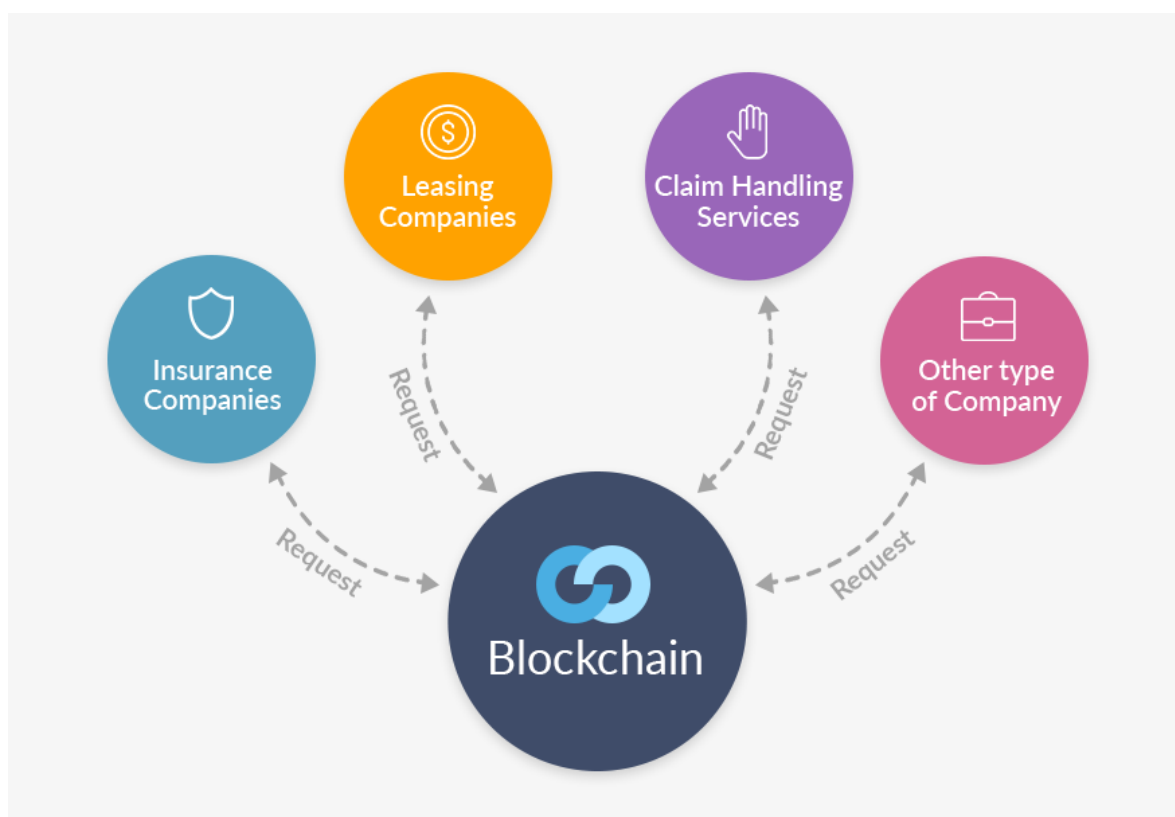 Leasing
Companies
Claim Handling
Services
Insurance
Companies
Other type
of Company
Request
Request
Request
Request
Blockchain